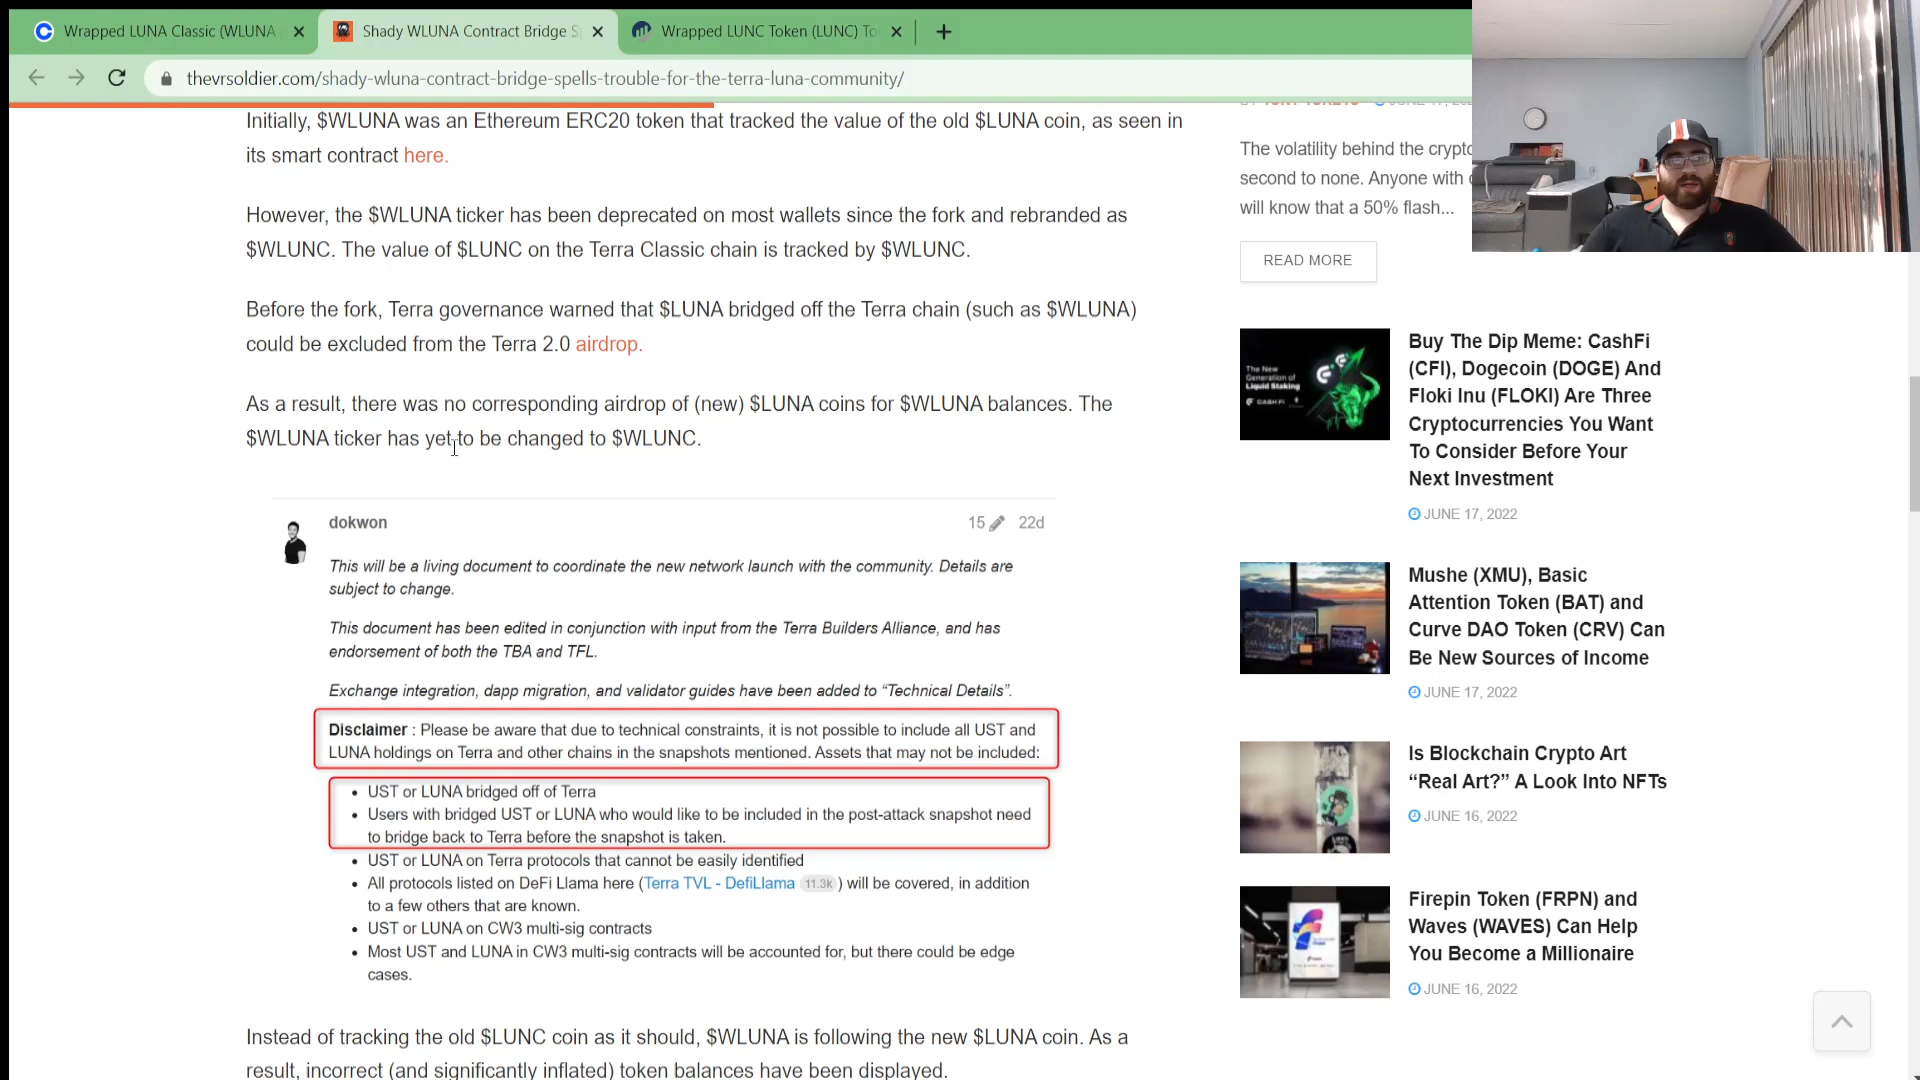 Wrapped LUNA Classic (WLUNA
Shady WLUNA Contract Bridge S
Wrapped LUNC Token (LUNC) To
thevrsoldier.com/shady-wluna-contract-bridge-spells-trouble-for-the-terra-luna-community/
Initially, $WLUNA was an Ethereum ERC20 token that tracked the value of the old $LUNA coin, as seen in
its smart contract here.
However, the $WLUNA ticker has been deprecated on most wallets since the fork and rebranded as
$WLUNC. The value of $LUNC on the Terra Classic chain is tracked by $WLUNC.
Before the fork, Terra governance warned that $LUNA bridged off the Terra chain (such as $WLUNA)
could be excluded from the Terra 2.0 airdrop.
As a result, there was no corresponding airdrop of (new) $LUNA coins for $WLUNA balances. The
$WLUNA ticker has yet to be changed to $WLUNC.
dokwon
15
22d
This will be a living document to coordinate the new network launch with the community. Details are
subject to change.
This document has been edited in conjunction with input from the Terra Builders Alliance, and has
endorsement of both the TBA and TFL.
Exchange integration, dapp migration, and validator guides have been added to “Technical Details”.
Disclaimer : Please be aware that due to technical constraints, it is not possible to include all UST and
LUNA holdings on Terra and other chains in the snapshots mentioned. Assets that may not be included:
• UST or LUNA bridged off of Terra
• Users with bridged UST or LUNA who would like to be included in the post-attack snapshot need
to bridge back to Terra before the snapshot is taken.
• UST or LUNA on Terra protocols that cannot be easily identified
• All protocols listed on DeFi Llama here (Terra TVL - DefiLlama 11.3k ) will be covered, in addition
to a few others that are known.
• UST or LUNA on CW3 multi-sig contracts
• Most UST and LUNA in CW3 multi-sig contracts will be accounted for, but there could be edge
cases.
Instead of tracking the old $LUNC coin as it should, $WLUNA is following the new $LUNA coin. As a
result, incorrect (and significantly inflated) token balances have been displayed.
The volatility behind the crypto
second to none. Anyone with
will know that a 50% flash...
READ MORE
The New
Generation of
Liquid Staking
CASHFI
Buy The Dip Meme: CashFi
(CFI), Dogecoin (DOGE) And
Floki Inu (FLOKI) Are Three
Cryptocurrencies You Want
To Consider Before Your
Next Investment
JUNE 17, 2022
Mushe (XMU), Basic
Attention Token (BAT) and
Curve DAO Token (CRV) Can
Be New Sources of Income
JUNE 17, 2022
Is Blockchain Crypto Art
“Real Art?” A Look Into NFTs
JUNE 16, 2022
Firepin Token (FRPN) and
Waves (WAVES) Can Help
You Become a Millionaire
JUNE 16, 2022